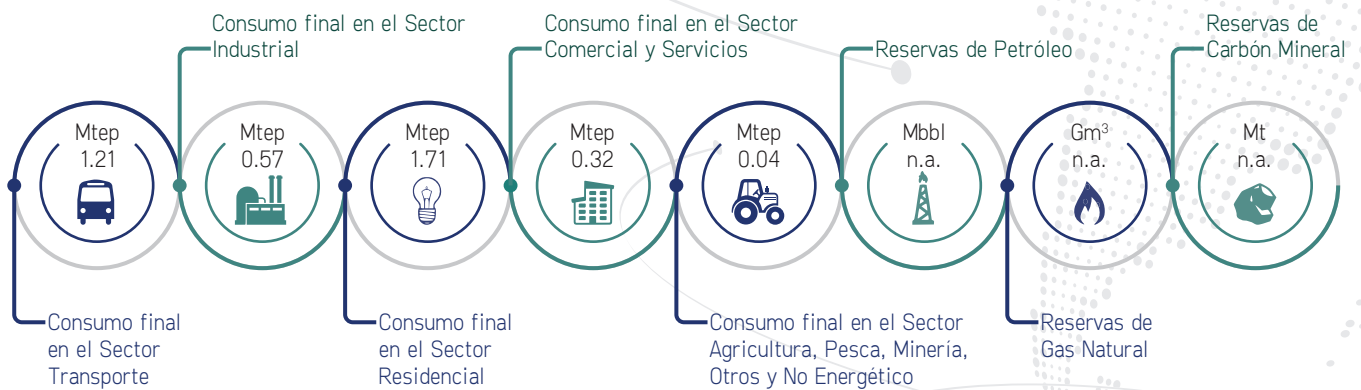 Consumo final en el Sector
Industrial
Consumo final en el Sector
Comercial y Servicios
Reservas de Petróleo
Reservas de
Carbón Mineral
Mtep
1.21
Mtep
0.57
Mtep
1.71
Mtep
0.32
Mtep
0.04
Mbbl
n.a.
Gm³
n.a.
Mt
n.a.
Consumo final
en el Sector
Transporte
Consumo final
en el Sector
Residencial
Consumo final en el Sector
Agricultura, Pesca, Minería,
Otros y No Energético
Reservas de
Gas Natural